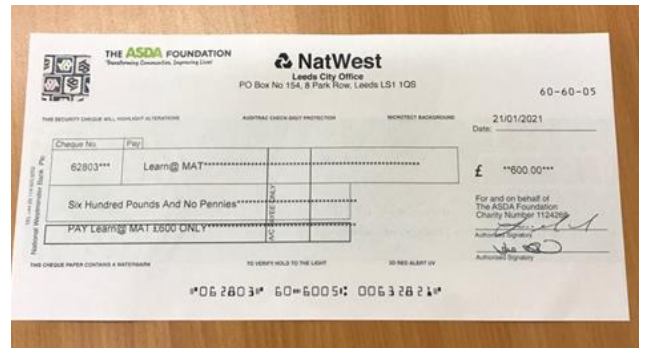 THE ASDA FOUNDATION
Transforming Communities, Improving Lives!
NatWest
Leeds City Office
PO Box No 154, 8 Park Row, Leeds LS1 1QS
60-60-05
THIS SECURITY CHEQUE WILL HIGHLIGHT ALTERATIONS
AUDITRAC CHECK-DIGIT PROTECTION
MICROTECT BACKGROUND
21/01/2021
Date:
Cheque No.
Pay
62803***
Learn@ MAT
£ **600.00***
Six Hundred Pounds And No Pennies
PAY Learn@ MAT £600 ONLY
A/C PAYEE ONLY
National Westminster Bank Plc
For and on behalf of
The ASDA Foundation
Charity Number 1124268
Authorised Signatory
Authorised Signatory
THIS CHEQUE PAPER CONTAINS A WATERMARK
TO VERIFY HOLD TO THE LIGHT
3D RED ALERT UV
⑈062803⑈ 60⑉6005⑆ 00632821⑈